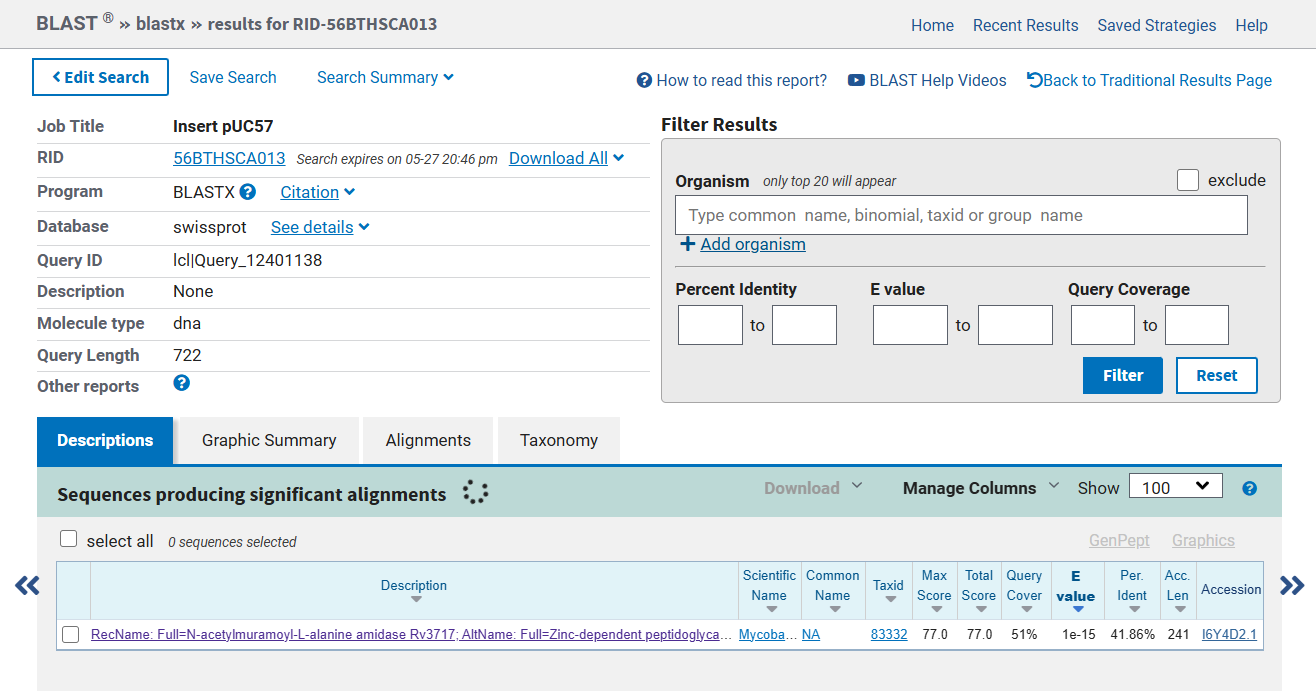 BLAST ® » blastx » results for RID-56BTHSCA013
Home Recent Results Saved Strategies Help
Edit Search Save Search Search Summary
How to read this report? BLAST Help Videos Back to Traditional Results Page
Job Title Insert pUC57
RID 56BTHSCA013 Search expires on 05-27 20:46 pm Download All
Program BLASTX Citation
Database swissprot See details
Query ID lcl|Query_12401138
Description None
Molecule type dna
Query Length 722
Other reports
Filter Results
Organism only top 20 will appear exclude
Type common name, binomial, taxid or group name
Add organism
Percent Identity E value Query Coverage
to to to
Filter Reset
Descriptions Graphic Summary Alignments Taxonomy
Sequences producing significant alignments Download Manage Columns Show 100
select all 0 sequences selected GenPept Graphics
Description Scientific Name Common Name Taxid Max Score Total Score Query Cover E value Per. Ident Acc. Len Accession
RecName: Full=N-acetylmuramoyl-L-alanine amidase Rv3717; AltName: Full=Zinc-dependent peptidoglyca... Mycoba... NA 83332 77.0 77.0 51% 1e-15 41.86% 241 I6Y4D2.1